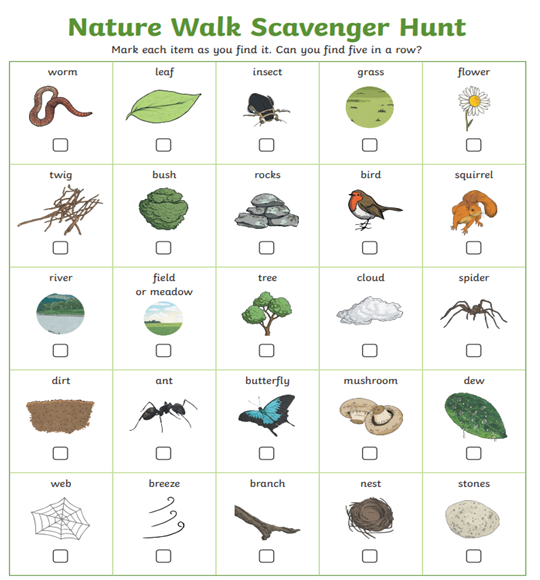 Nature Walk Scavenger Hunt
Mark each item as you find it. Can you find five in a row?
worm
leaf
insect
grass
flower
twig
bush
rocks
bird
squirrel
river
field
or meadow
tree
cloud
spider
dirt
ant
butterfly
mushroom
dew
web
breeze
branch
nest
stones